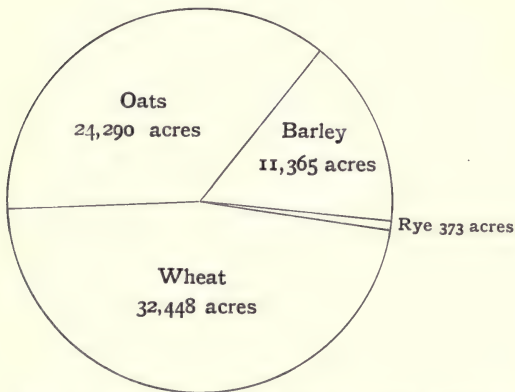 Oats
24,290 acres
Barley
11,365 acres
Rye 373 acres
Wheat
32,448 acres